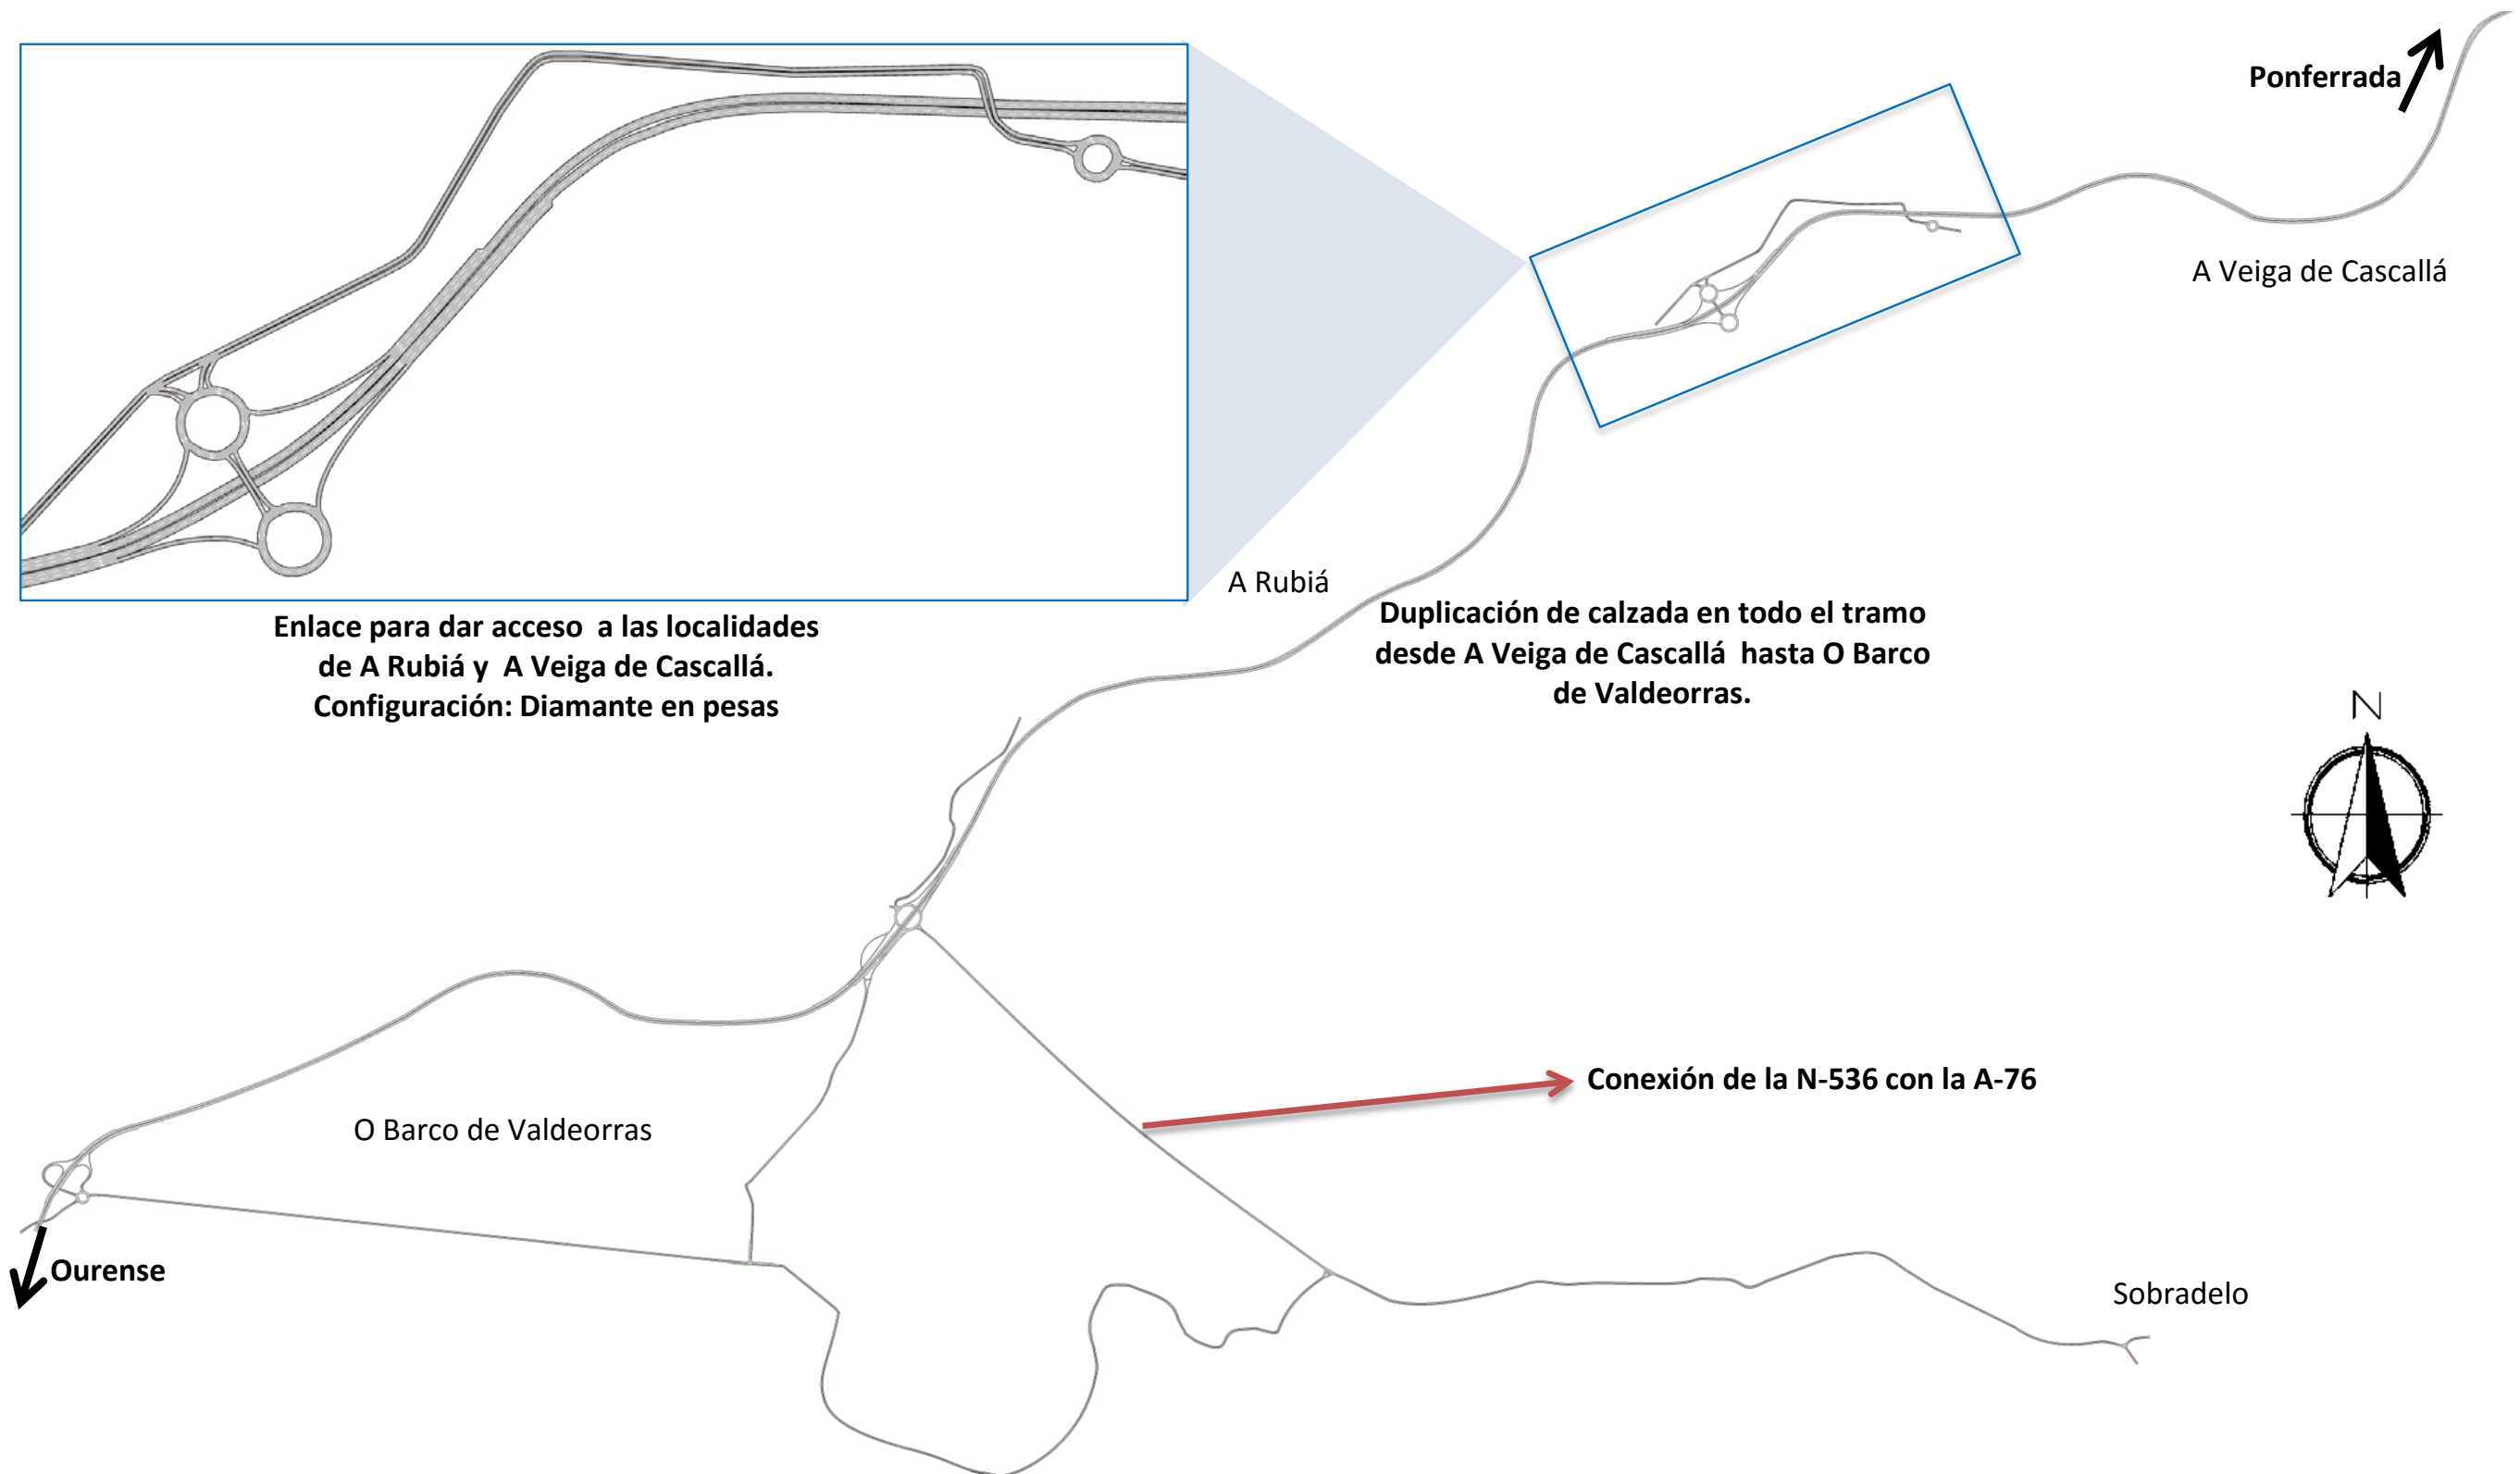 Ponferrada
A Veiga de Cascallá
A Rubiá
Enlace para dar acceso a las localidades
de A Rubiá y A Veiga de Cascallá.
Configuración: Diamante en pesas
Duplicación de calzada en todo el tramo
desde A Veiga de Cascallá hasta O Barco
de Valdeorras.
N
Conexión de la N-536 con la A-76
O Barco de Valdeorras
Ourense
Sobradelo